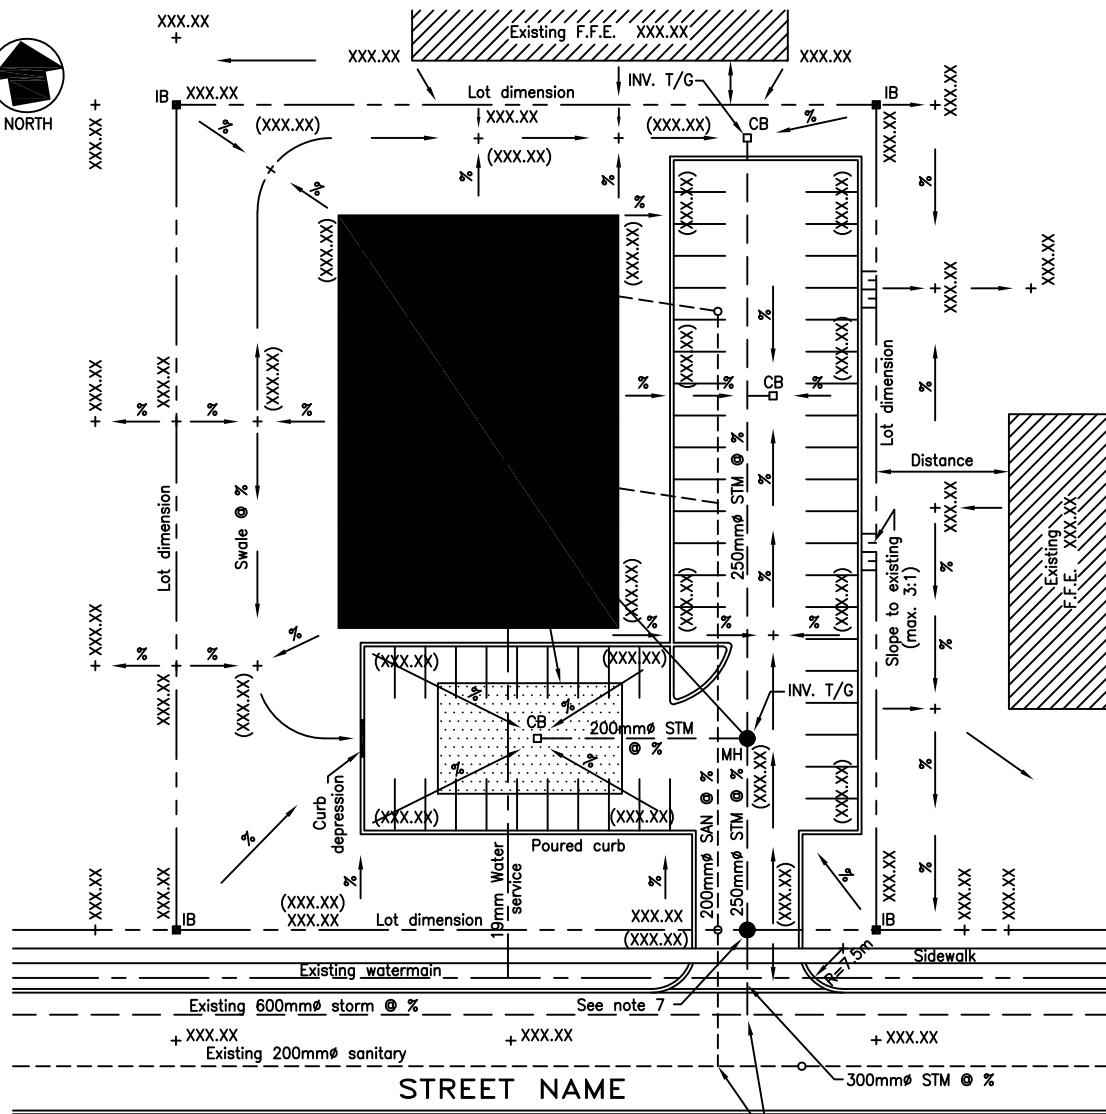 XXX.XX
Existing F.F.E. XXX.XX
XXX.XX
INV. T/G
XXX.XX
XXX.XX
NORTH
IB XXX.XX
Lot dimension
IB
XXX.XX
XXX.XX
%
(XXX.XX)
XXX.XX
(XXX.XX)
CB
%
XXX.XX
(XXX.XX)
%
%
%
%
(XXX.XX)
(XXX.XX)
%
(XXX.XX)
(XXX.XX)
XXX.XX
XXX.XX
%
(XXX.XX)
(XXX.XX)
XXX.XX
XXX.XX
(XXX.XX)
%
%
%
%
%
CB
%
Lot dimension
%
Distance
Lot dimension
Swale @ %
250mmø STM @ %
%
XXX.XX
Existing
F.F.E. XXX.XX
%
(XXX.XX)
(XXX.XX)
(XXX.XX)
Slope to existing
(max. 3:1)
%
XXX.XX
%
%
%
%
%
%
%
XXX.XX
(XXX.XX)
(XXX.XX)
(XXX.XX)
%
%
INV. T/G
CB
200mmø STM
@ %
MH
%
%
(XXX.XX)
(XXX.XX)
%
Curb
depression
(XXX.XX)
(XXX.XX)
%
Poured curb
19mm Water
service
200mmø SAN @ %
250mmø STM @ %
(XXX.XX)
%
%
%
%
XXX.XX
XXX.XX
XXX.XX
XXX.XX
XXX.XX
(XXX.XX)
XXX.XX
IB
Lot dimension
XXX.XX
(XXX.XX)
IB
Sidewalk
R=7.5m
Existing watermain
Existing 600mmø storm @ %
See note 7
XXX.XX
XXX.XX
XXX.XX
Existing 200mmø sanitary
300mmø STM @ %
STREET NAME